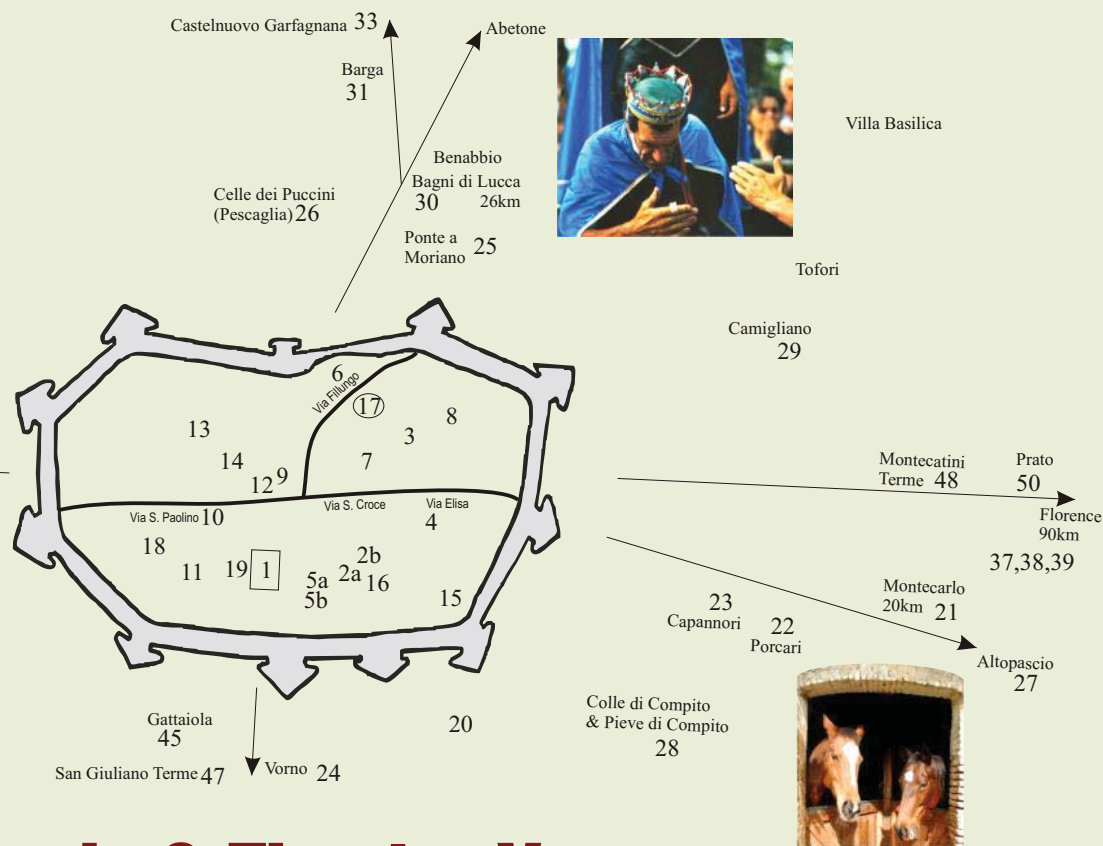 Castelnuovo Garfagnana 33
Abetone
Barga
31
Villa Basilica
Benabbio
Bagni di Lucca
30 26km
Celle dei Puccini
(Pescaglia) 26
Ponte a
Moriano 25
Tofori
Camigliano
29
6
Via Fillungo
17
8
3
13
7
14
9
12
Via S. Paolino 10
Via S. Croce
Via Elisa
4
18
11
19
1
2b
2a
5a
16
5b
15
Montecatini
Terme 48
Prato
50
Florence
90km
37,38,39
Montecarlo
20km 21
23
Capannori
22
Porcari
Altopascio
27
Colle di Compito
& Pieve di Compito
28
Gattaiola
45
20
San Giuliano Terme 47
Vorno 24